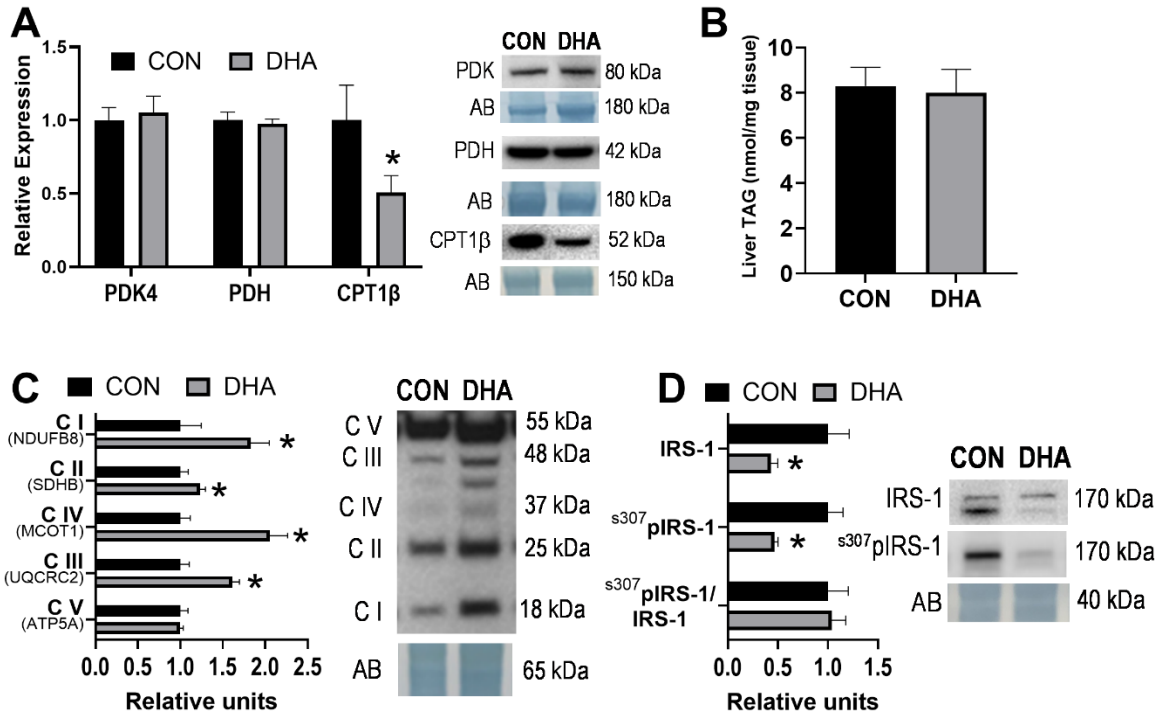 A
1.5
1.0
0.5
0.0
Relative Expression
CON
DHA
*
PDK4
PDH
CPT1β
CON DHA
PDK
80 kDa
AB
180 kDa
PDH
42 kDa
AB
180 kDa
CPT1β
52 kDa
AB
150 kDa
B
10
8
6
4
2
0
Liver TAG (nmol/mg tissue)
CON
DHA
C
CON
DHA
C I
(NDUFB8)
*
C II
(SDHB)
*
C IV
(MCOT1)
*
C III
(UQCRC2)
*
C V
(ATP5A)
0.0 0.5 1.0 1.5 2.0 2.5
Relative units
CON DHA
C V
55 kDa
C III
48 kDa
C IV
37 kDa
C II
25 kDa
C I
18 kDa
AB
65 kDa
D
CON
DHA
IRS-1
*
s307pIRS-1
*
s307pIRS-1/
IRS-1
0.0 0.5 1.0 1.5
Relative units
CON DHA
IRS-1
170 kDa
s307pIRS-1
170 kDa
AB
40 kDa